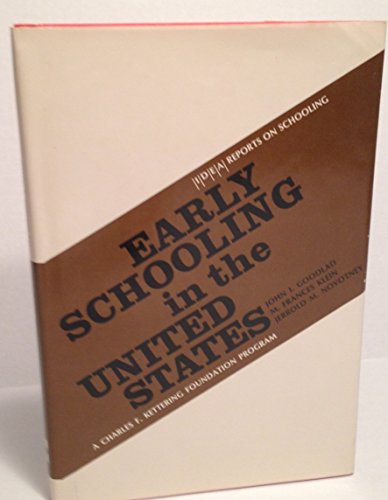 |I|D|E|A| REPORTS ON SCHOOLING
EARLY
SCHOOLING
in the
UNITED
STATES
JOHN I. GOODLAD
M. FRANCES KLEIN
JERROLD M. NOVOTNEY
A CHARLES F. KETTERING FOUNDATION PROGRAM